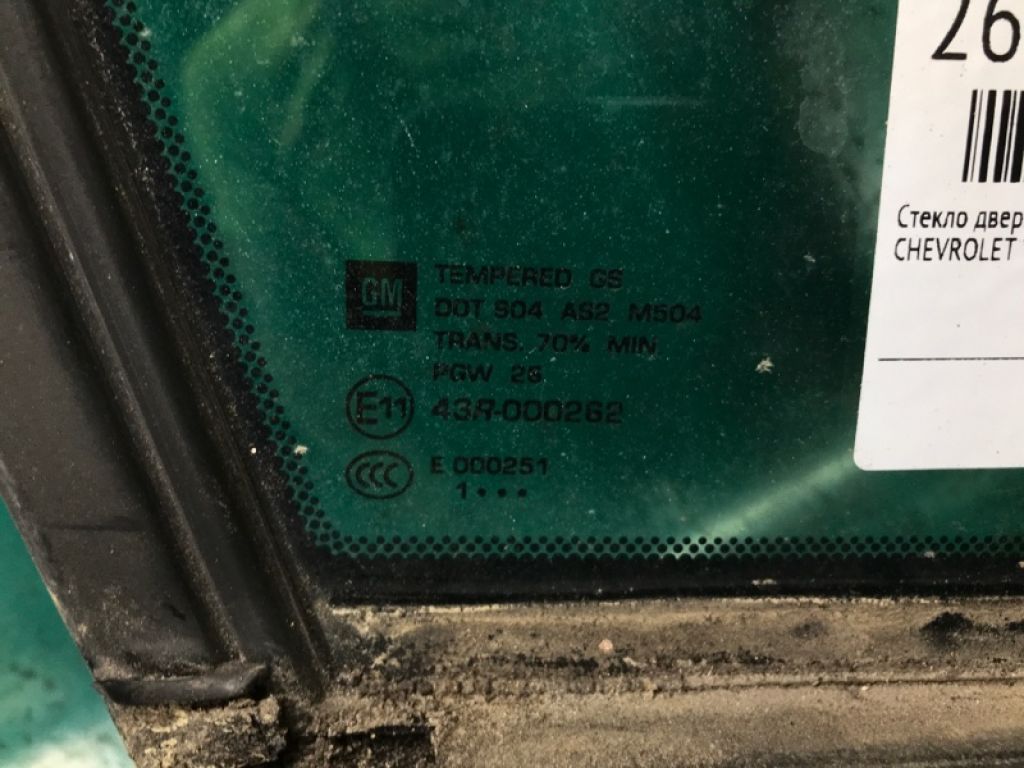 26
Стекло двер
CHEVROLET
GM
TEMPERED GS
DOT 904 AS2 M504
TRANS. 70% MIN
PGW 26
E11 43R-000262
CCC E 000251
1 • • •